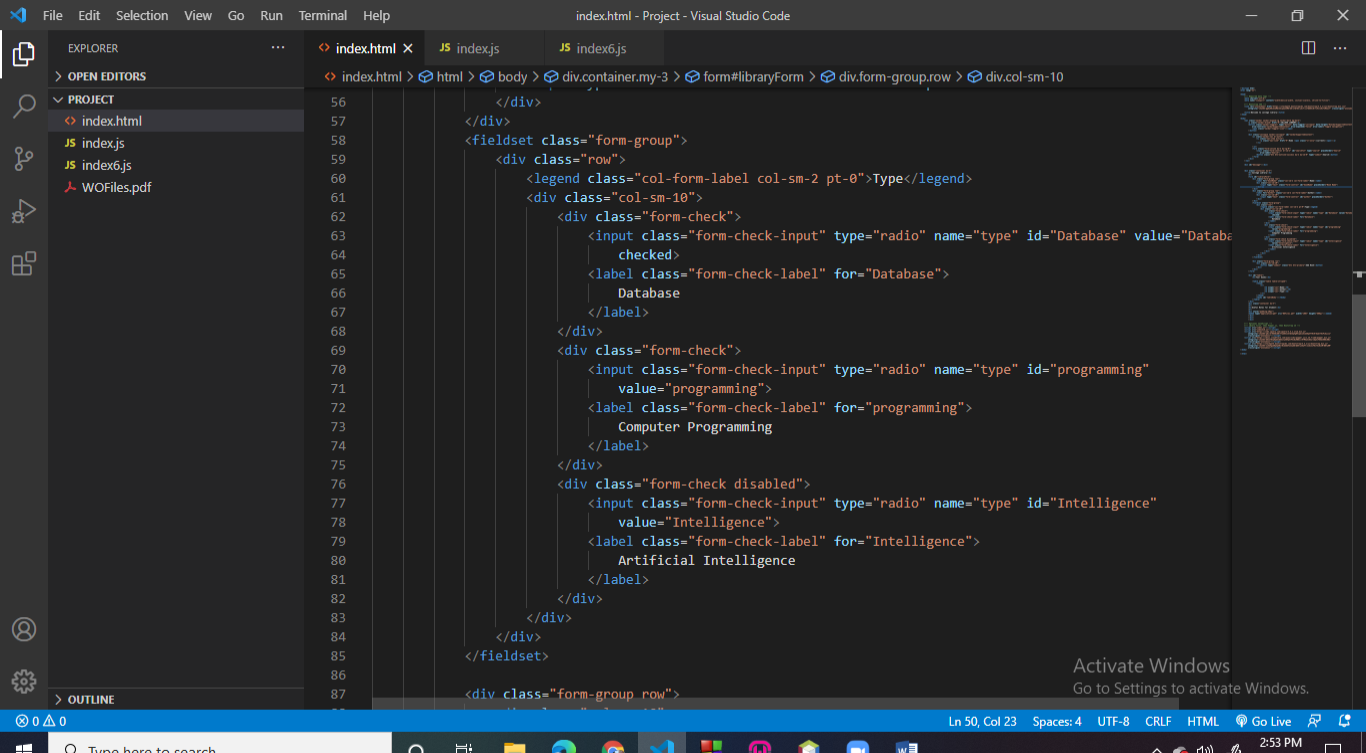 File Edit Selection View Go Run Terminal Help index.html - Project - Visual Studio Code
EXPLORER ··· <> index.html × JS index.js JS index6.js ···
> OPEN EDITORS <> index.html > html > body > div.container.my-3 > form#libraryForm > div.form-group.row > div.col-sm-10
PROJECT
<> index.html
JS index.js
JS index6.js
WOFiles.pdf
56 </div>
57 </div>
58 <fieldset class="form-group">
59 <div class="row">
60 <legend class="col-form-label col-sm-2 pt-0">Type</legend>
61 <div class="col-sm-10">
62 <div class="form-check">
63 <input class="form-check-input" type="radio" name="type" id="Database" value="Databa
64 checked>
65 <label class="form-check-label" for="Database">
66 Database
67 </label>
68 </div>
69 <div class="form-check">
70 <input class="form-check-input" type="radio" name="type" id="programming"
71 value="programming">
72 <label class="form-check-label" for="programming">
73 Computer Programming
74 </label>
75 </div>
76 <div class="form-check disabled">
77 <input class="form-check-input" type="radio" name="type" id="Intelligence"
78 value="Intelligence">
79 <label class="form-check-label" for="Intelligence">
80 Artificial Intelligence
81 </label>
82 </div>
83 </div>
84 </div>
85 </fieldset>
86
87 <div class="form-group row">
Activate Windows
Go to Settings to activate Windows.
> OUTLINE
0 0 Ln 50, Col 23 Spaces: 4 UTF-8 CRLF HTML Go Live
Type here to search 2:53 PM